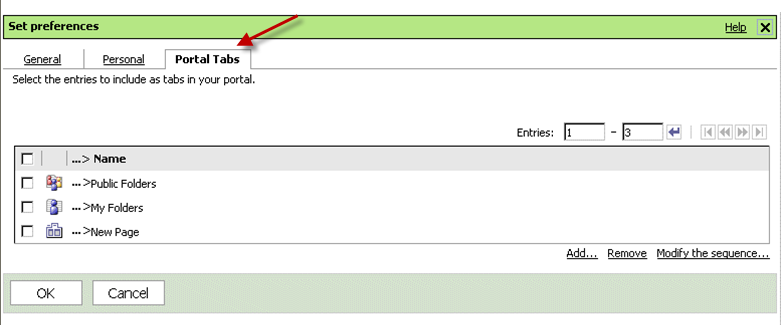 Set preferences Help
General Personal Portal Tabs
Select the entries to include as tabs in your portal.
Entries: 1 - 3
...> Name
...>Public Folders
...>My Folders
...>New Page
Add... Remove Modify the sequence...
OK Cancel